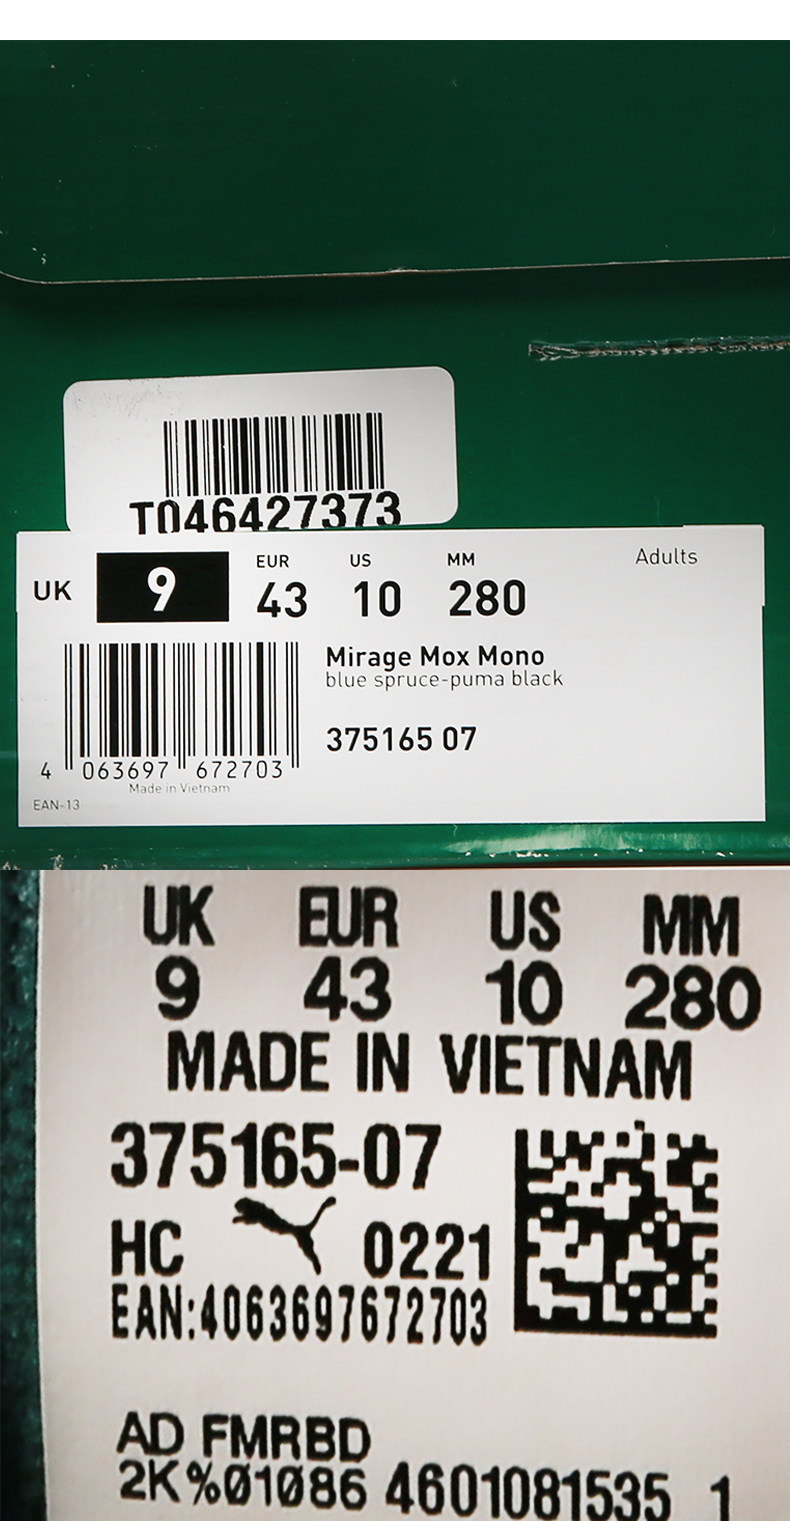 T046427373
UK 9 EUR 43 US 10 MM 280 Adults
Mirage Mox Mono
blue spruce-puma black
375165 07
4 063697 672703
Made in Vietnam
EAN-13
UK EUR US MM
9 43 10 280
MADE IN VIETNAM
375165-07
HC 0221
EAN:4063697672703
AD FMRBD
2K%01086 4601081535 1